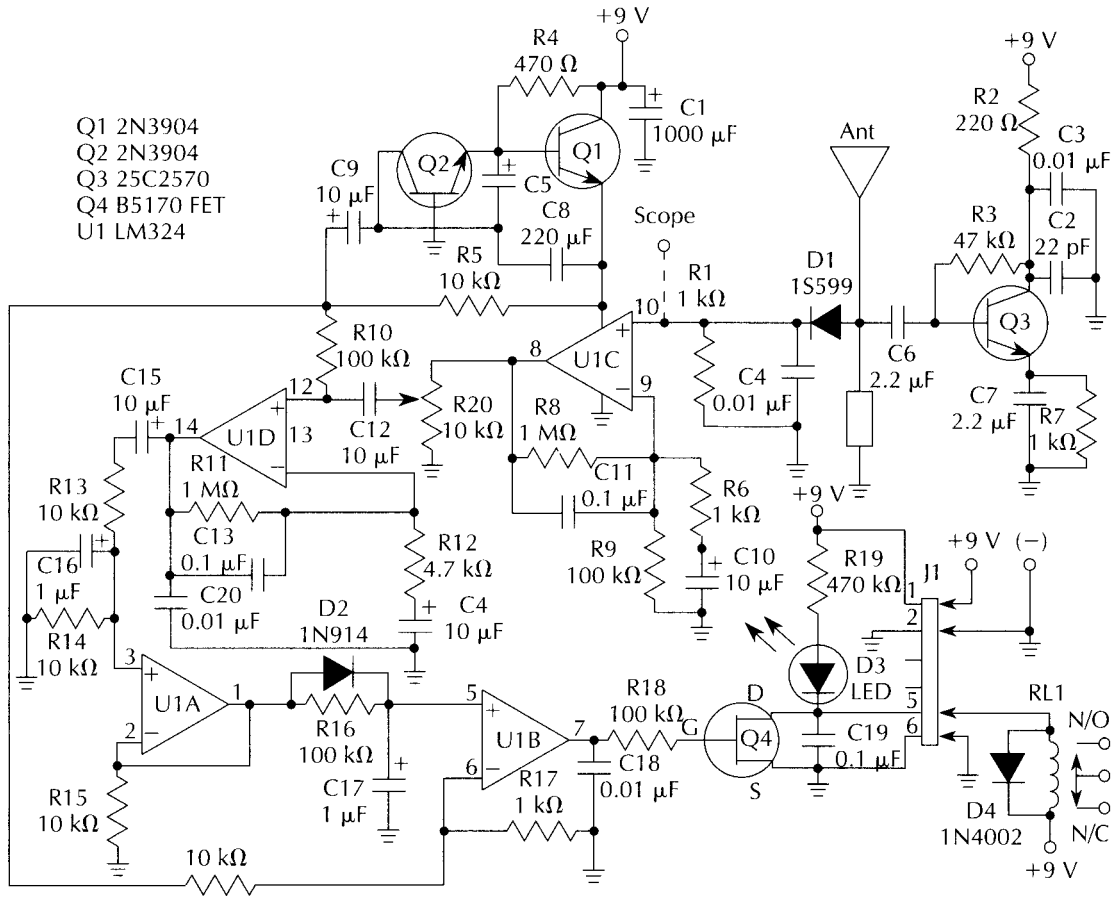 +9 V
R4
470 Ω
+
C1
1000 µF
Q1 2N3904
Q2 2N3904
Q3 25C2570
Q4 B5170 FET
U1 LM324
C9
10 µF
+
Q2
+
C5
Q1
C8
220 µF
R5
10 kΩ
Scope
R1
1 kΩ
D1
1S599
Ant
+9 V
R2
220 Ω
C3
0.01 µF
R3
47 kΩ
C2
22 pF
Q3
C6
2.2 µF
C7
2.2 µF
R7
1 kΩ
10
+
8
U1C
−
9
C4
0.01 µF
R10
100 kΩ
C15
10 µF
+
14
12
+
U1D
13
−
C12
10 µF
R20
10 kΩ
R8
1 MΩ
C11
0.1 µF
R6
1 kΩ
R9
100 kΩ
+
C10
10 µF
R13
10 kΩ
R11
1 MΩ
C13
0.1 µF
R12
4.7 kΩ
C16
1 µF
+
C20
0.01 µF
+
C4
10 µF
R14
10 kΩ
D2
1N914
3
+
U1A
1
2
−
R16
100 kΩ
R15
10 kΩ
+
C17
1 µF
5
+
U1B
7
6
−
R18
100 kΩ
G
D
Q4
S
R17
1 kΩ
C18
0.01 µF
10 kΩ
+9 V
R19
470 kΩ
D3
LED
C19
0.1 µF
J1
1
2
5
6
+9 V
(−)
RL1
N/O
N/C
D4
1N4002
+9 V